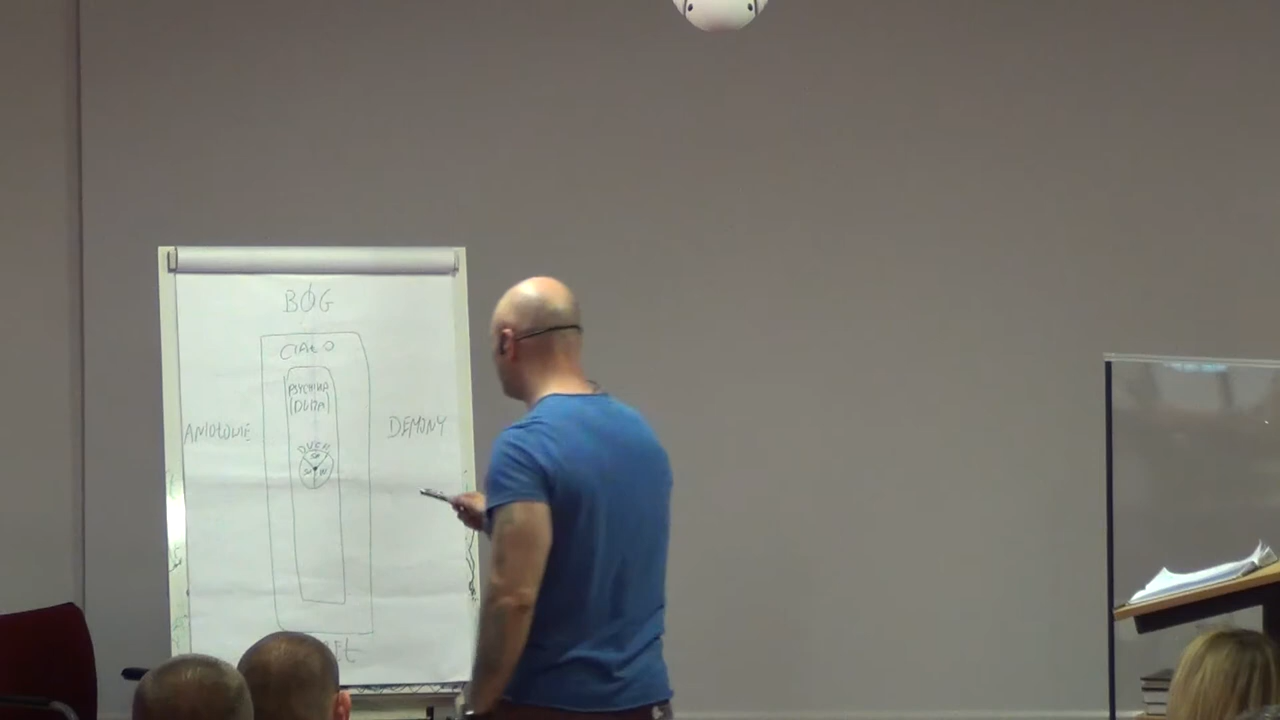 BÓG
CIAŁO
PSYCHIKA
(DUSZA)
ANIOŁOWIE
DEMONY
DUCH